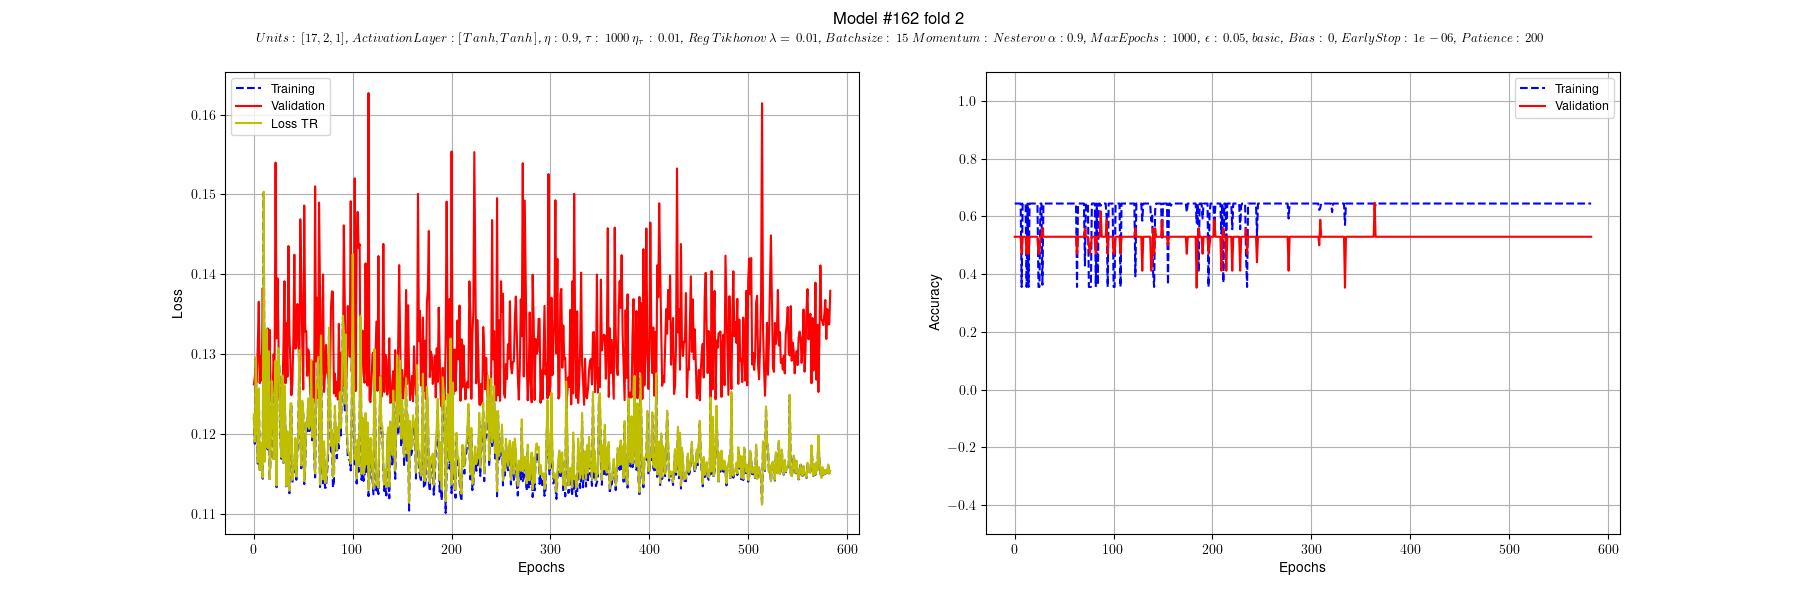 Model #162 fold 2
Units : [17, 2, 1], ActivationLayer : [Tanh, Tanh], η : 0.9, τ : 1000 ητ : 0.01, Reg Tikhonov λ = 0.01, Batchsize : 15 Momentum : Nesterov α : 0.9, MaxEpochs : 1000, ϵ : 0.05, basic, Bias : 0, EarlyStop : 1e − 06, Patience : 200
Training
Validation
Loss TR
0.16
0.15
0.14
0.13
0.12
0.11
Loss
0 100 200 300 400 500 600
Epochs
Training
Validation
1.0
0.8
0.6
0.4
0.2
0.0
−0.2
−0.4
Accuracy
0 100 200 300 400 500 600
Epochs